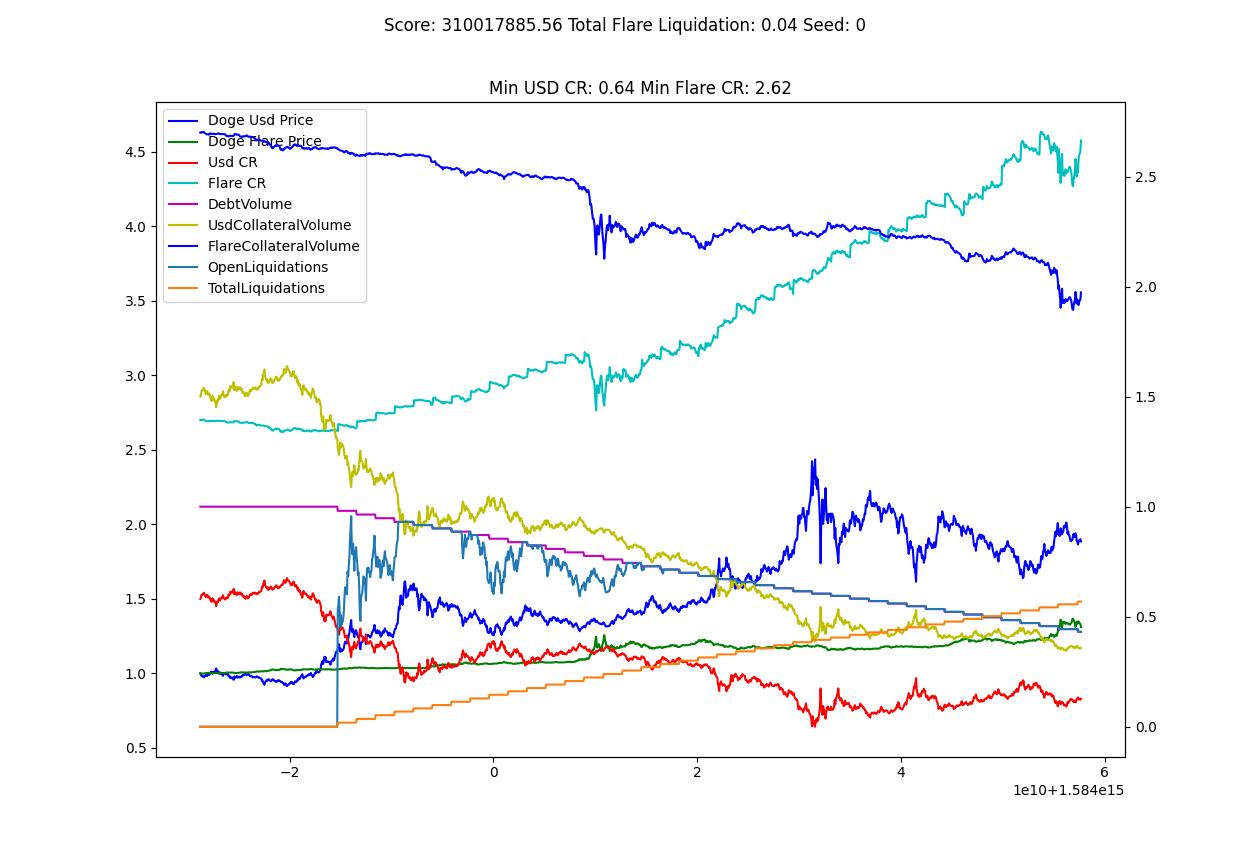 Score: 310017885.56 Total Flare Liquidation: 0.04 Seed: 0
Min USD CR: 0.64 Min Flare CR: 2.62
Doge Usd Price
Doge Flare Price
Usd CR
Flare CR
DebtVolume
UsdCollateralVolume
FlareCollateralVolume
OpenLiquidations
TotalLiquidations
4.5
4.0
3.5
3.0
2.5
2.0
1.5
1.0
0.5
2.5
2.0
1.5
1.0
0.5
0.0
−2 0 2 4 6
1e10+1.584e15